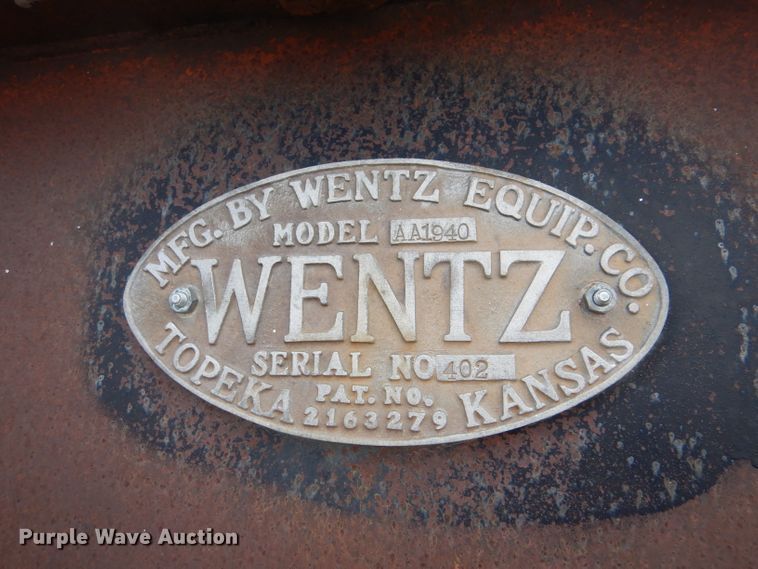 MFG. BY WENTZ EQUIP. CO.
MODEL AA1940
WENTZ
SERIAL NO 402
PAT. NO.
2163279
TOPEKA KANSAS
Purple Wave Auction